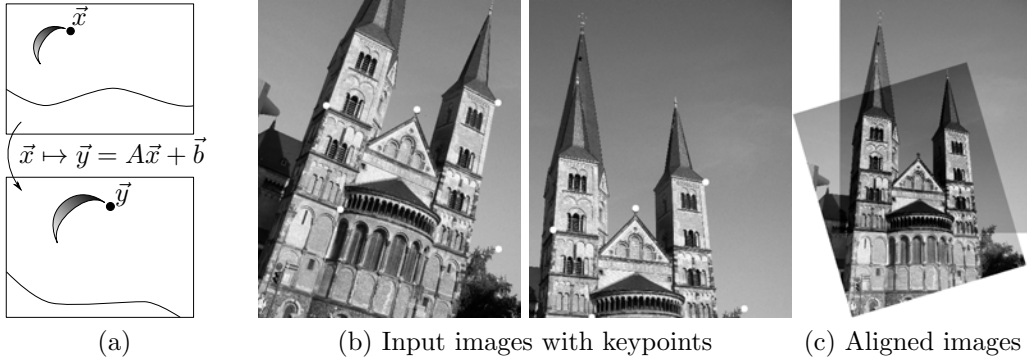 x⃗
x⃗ ↦ y⃗ = Ax⃗ + b⃗
y⃗
(a)
(b) Input images with keypoints
(c) Aligned images